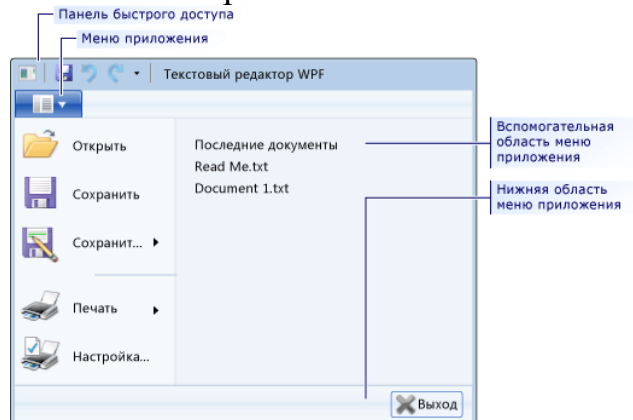 Панель быстрого доступа
Меню приложения
Текстовый редактор WPF
Открыть
Сохранить
Сохранит...
Печать
Настройка...
Последние документы
Read Me.txt
Document 1.txt
Вспомогательная
область меню
приложения
Нижняя область
меню приложения
Выход